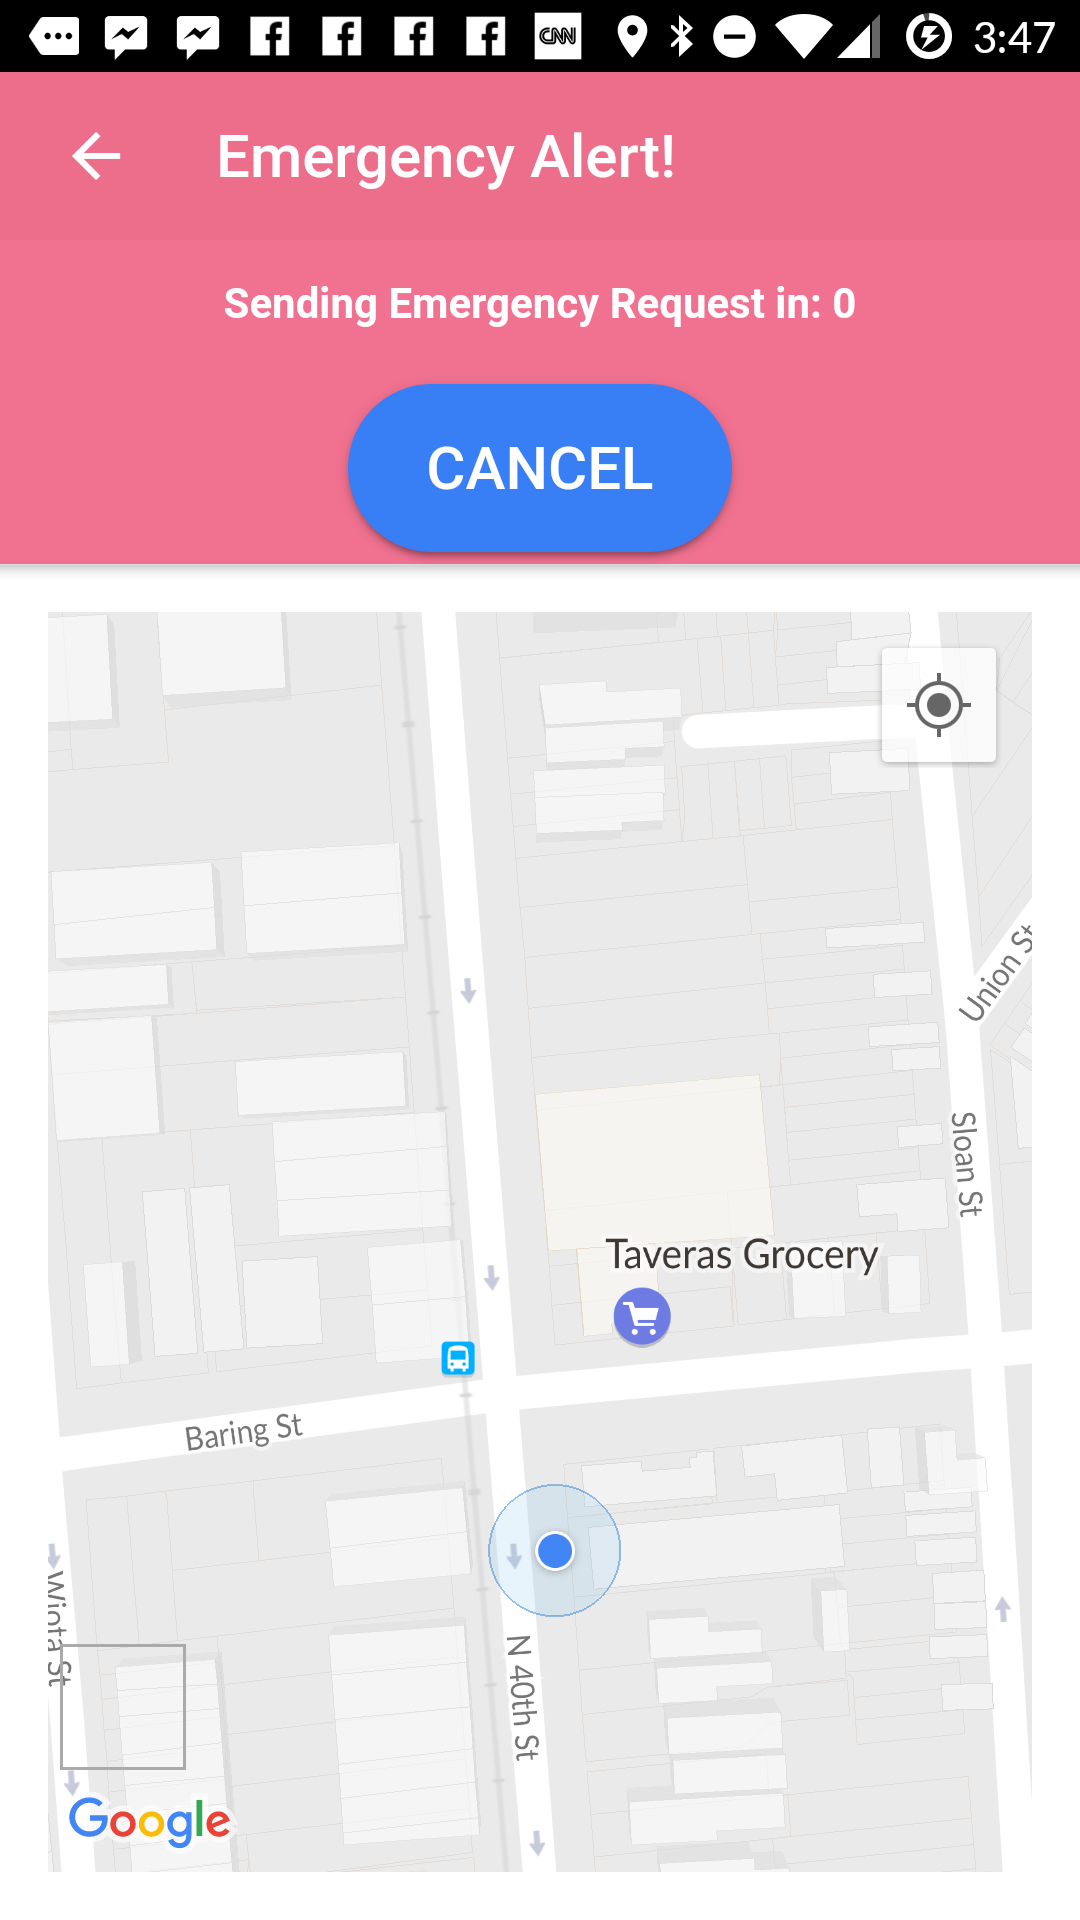 CNN 3:47
Emergency Alert!
Sending Emergency Request in: 0
CANCEL
Union St
Sloan St
Taveras Grocery
Baring St
Wiota St
N 40th St
Google